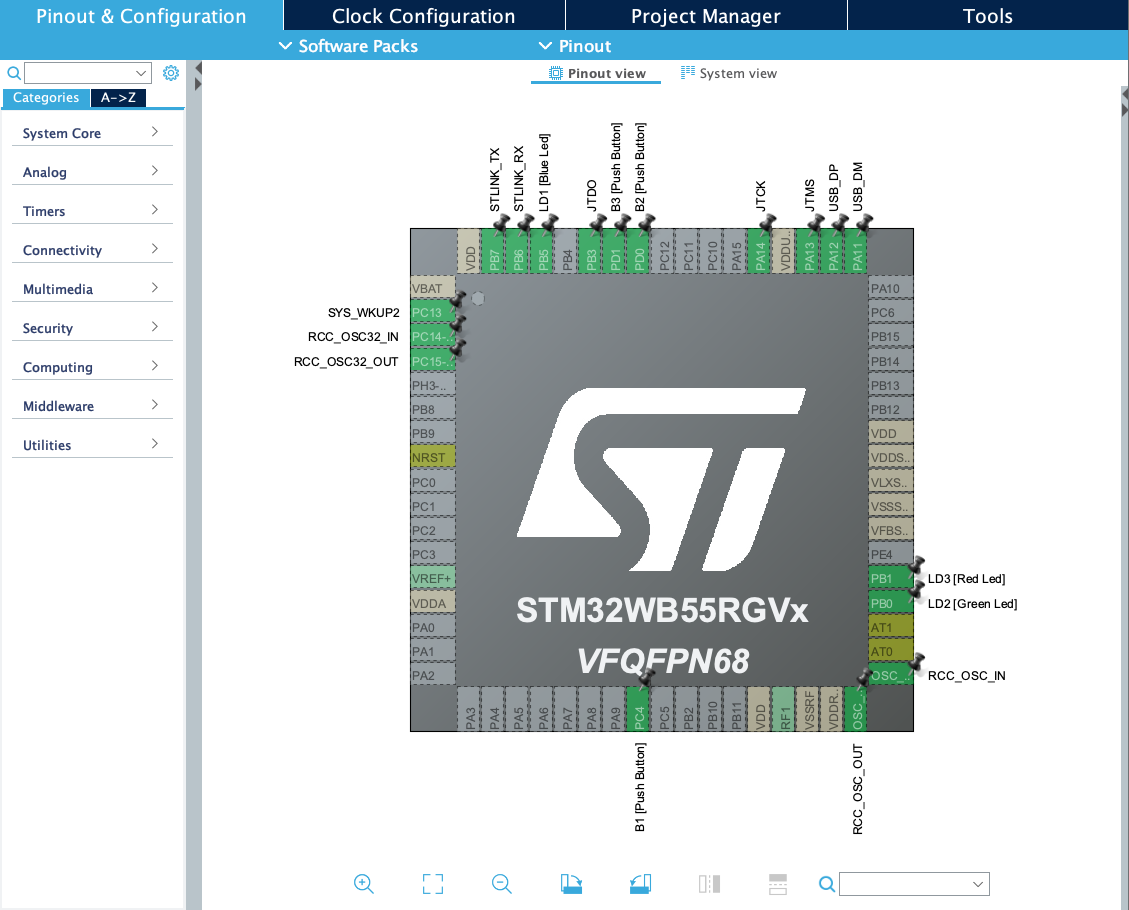 Pinout & Configuration
Clock Configuration
Project Manager
Tools
Software Packs
Pinout
Pinout view
System view
Categories
A->Z
System Core
Analog
Timers
Connectivity
Multimedia
Security
Computing
Middleware
Utilities
STLINK_TX
STLINK_RX
LD1 [Blue Led]
JTDO
B3 [Push Button]
B2 [Push Button]
JTCK
JTMS
USB_DP
USB_DM
VDD
PB7
PB6
PB5
PB4
PB3
PD1
PD0
PC12
PC11
PC10
PA15
PA14
VDDU..
PA13
PA12
PA11
VBAT
SYS_WKUP2 PC13
RCC_OSC32_IN PC14-..
RCC_OSC32_OUT PC15-..
PH3-..
PB8
PB9
NRST
PC0
PC1
PC2
PC3
VREF+
VDDA
PA0
PA1
PA2
STM32WB55RGVx
VFQFPN68
PA10
PC6
PB15
PB14
PB13
PB12
VDD
VDDS..
VLXS..
VSSS..
VFBS..
PE4
PB1 LD3 [Red Led]
PB0 LD2 [Green Led]
AT1
AT0
OSC_.. RCC_OSC_IN
PA3
PA4
PA5
PA6
PA7
PA8
PA9
PC4
PC5
PB2
PB10
PB11
VDD
RF1
VSSRF
VDDR..
OSC_..
B1 [Push Button]
RCC_OSC_OUT